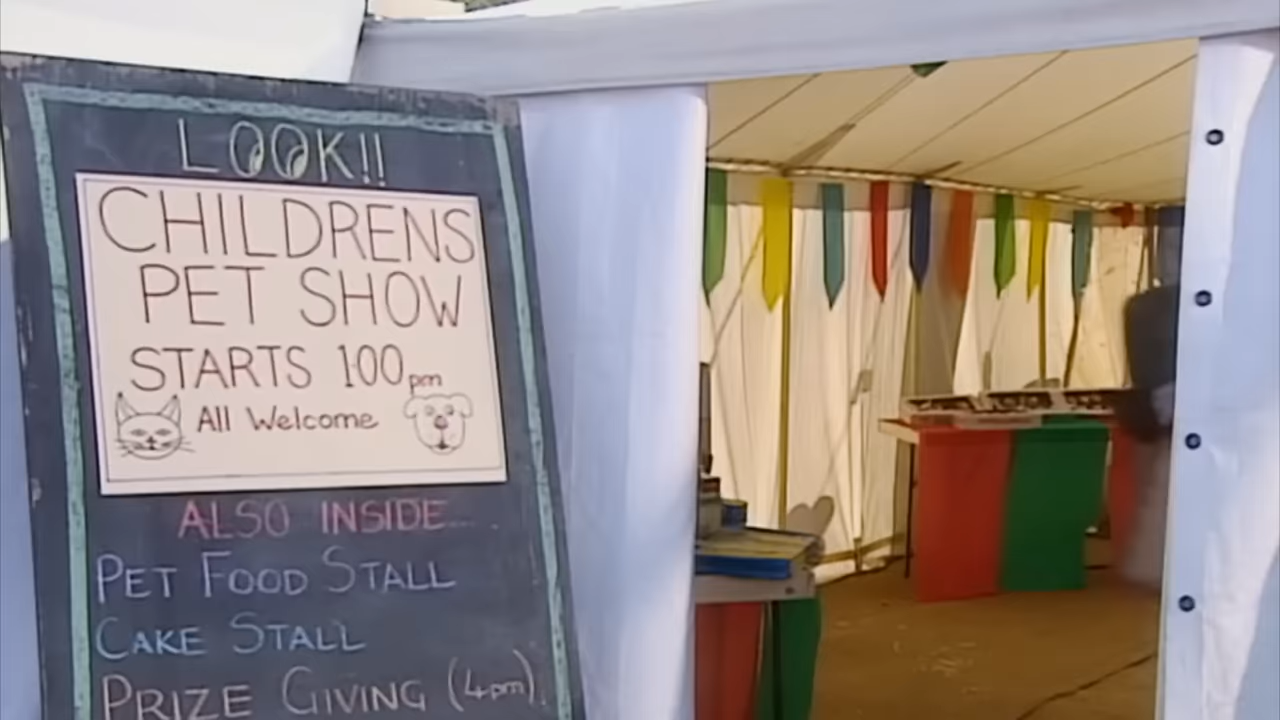 LOOK!!
CHILDRENS
PET SHOW
STARTS 1·00 pm
All Welcome
ALSO INSIDE...
PET FOOD STALL
CAKE STALL
PRIZE GIVING (4pm).